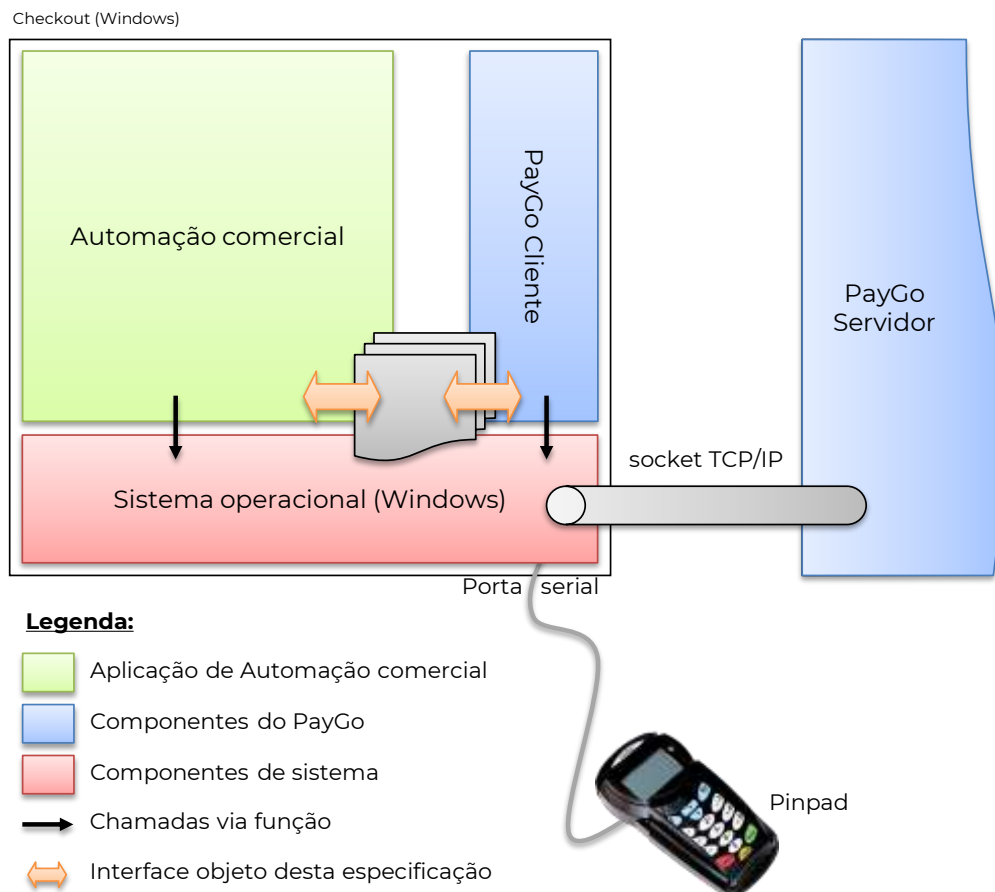 Checkout (Windows)
Automação comercial
PayGo Cliente
PayGo
Servidor
socket TCP/IP
Sistema operacional (Windows)
Porta serial
Legenda:
Aplicação de Automação comercial
Componentes do PayGo
Componentes de sistema
Chamadas via função
Interface objeto desta especificação
Pinpad